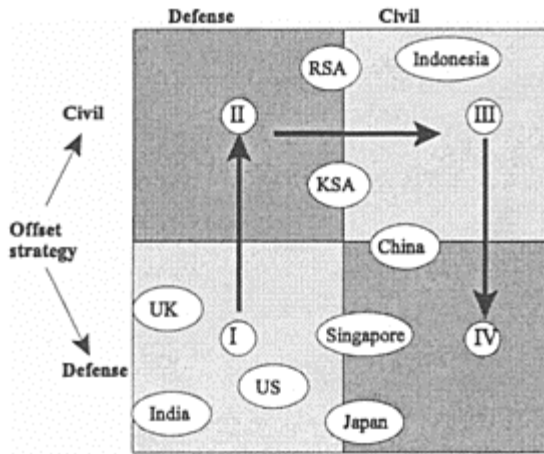 Defense Civil
RSA Indonesia
Civil II III
KSA
Offset
strategy
China
UK
I Singapore IV
Defense
US
India Japan